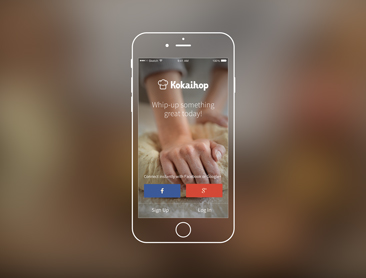 Kokaihop
Whip-up something
great today!
Connect instantly with Facebook or Google+
f
g+
Sign Up
Log In